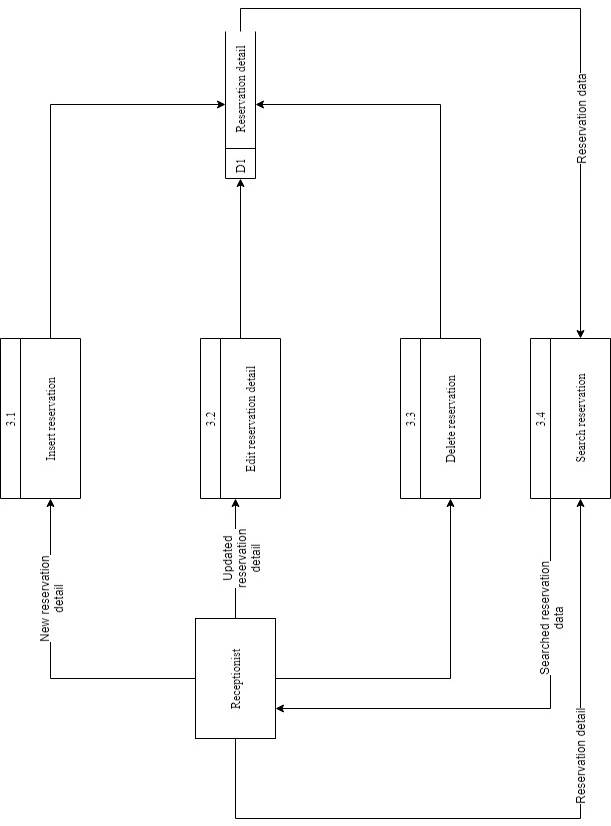 3.1
Insert reservation
3.2
Edit reservation detail
3.3
Delete reservation
3.4
Search reservation
D1
Reservation detail
Reservation data
New reservation
detail
Updated
reservation
detail
Receptionist
Searched reservation
data
Reservation detail